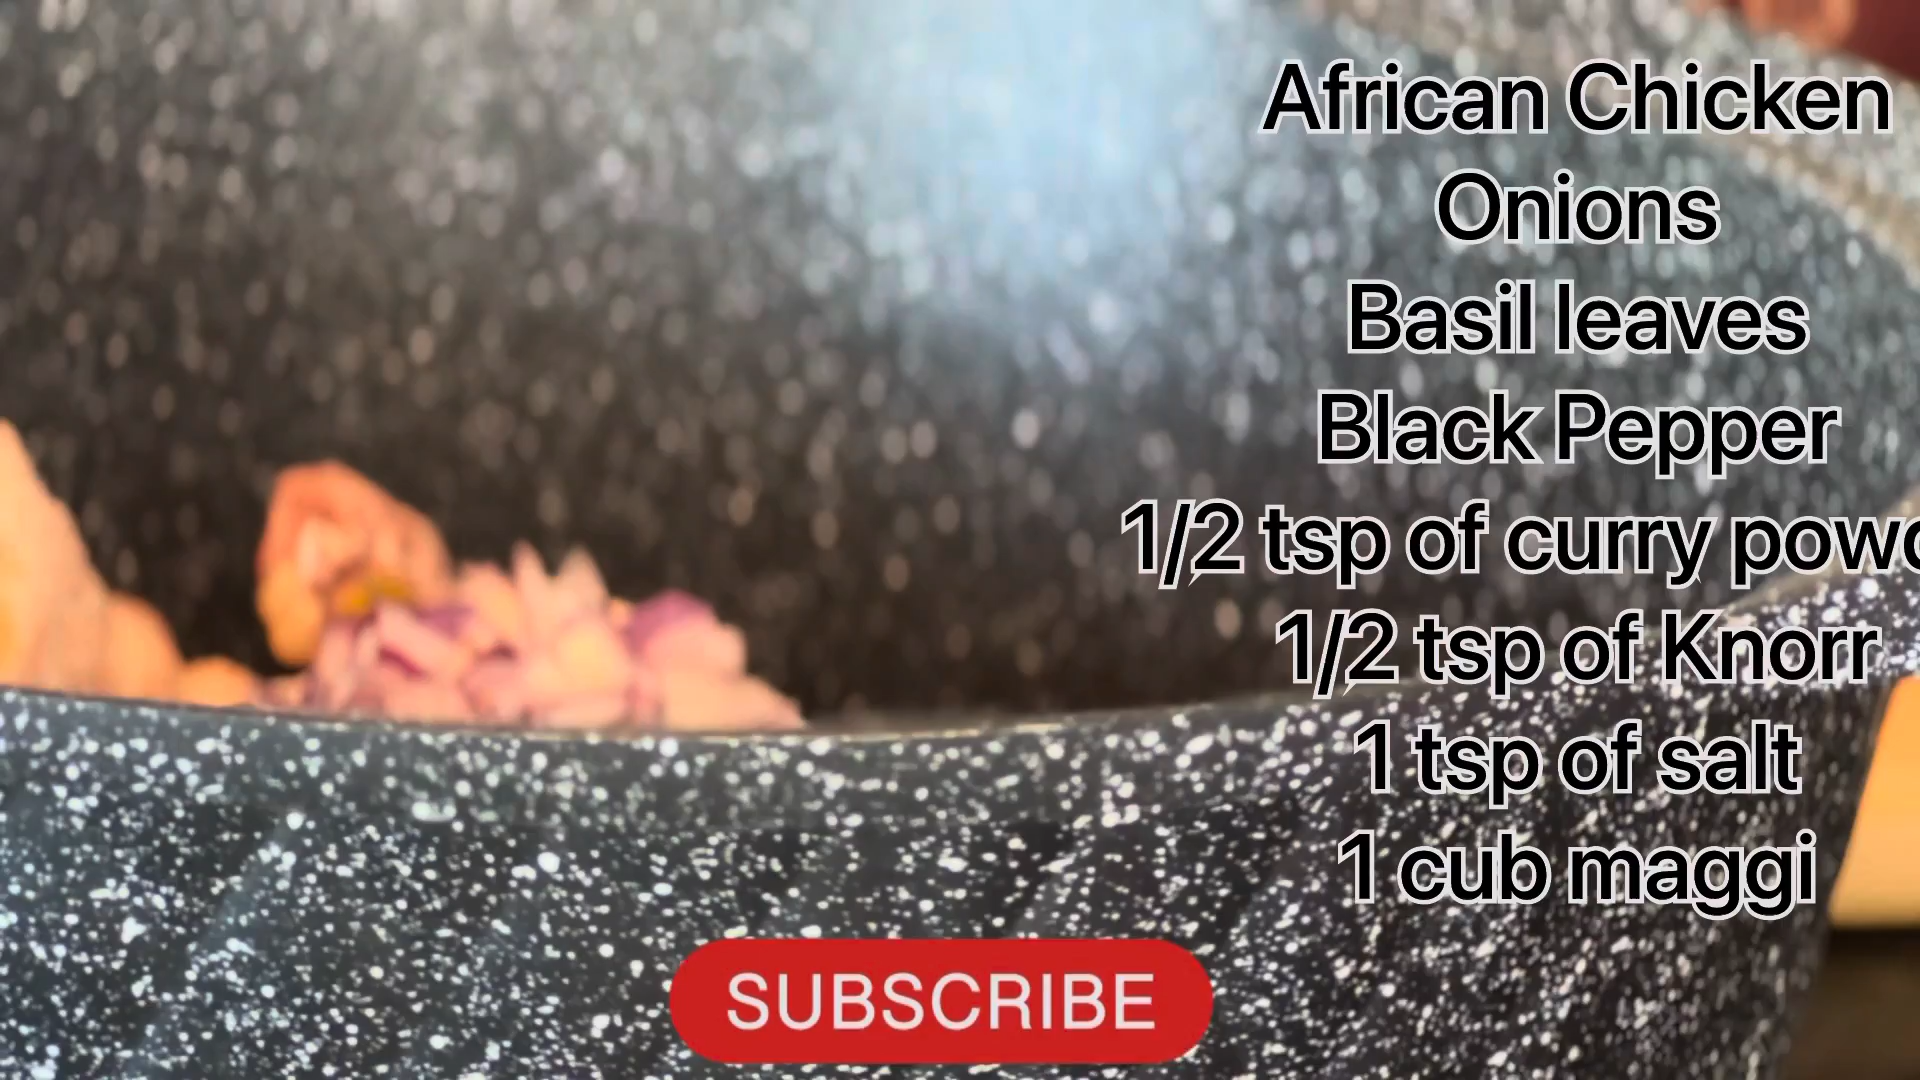 African Chicken
Onions
Basil leaves
Black Pepper
1/2 tsp of curry
1/2 tsp of Knorr
1 tsp of salt
1 cub maggi
SUBSCRIBE